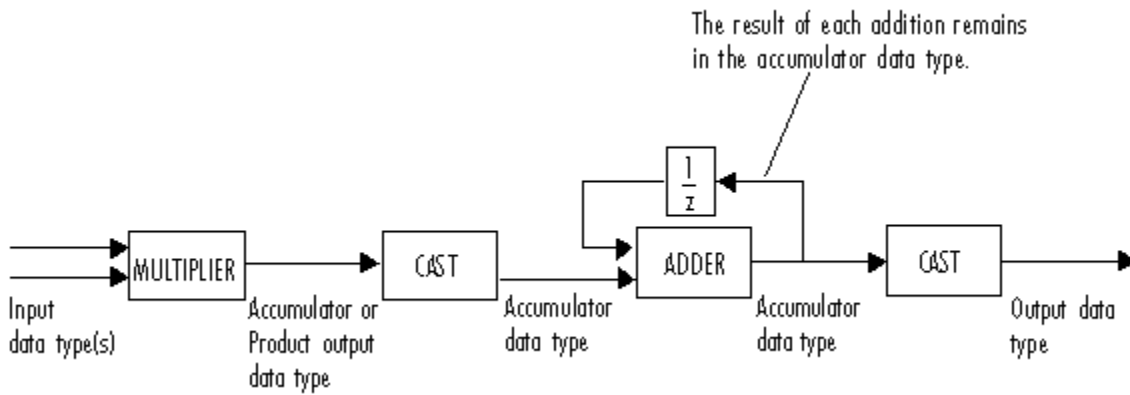 The result of each addition remains
in the accumulator data type.
1
z
MULTIPLIER
CAST
ADDER
CAST
Input
data type(s)
Accumulator or
Product output
data type
Accumulator
data type
Accumulator
data type
Output data
type